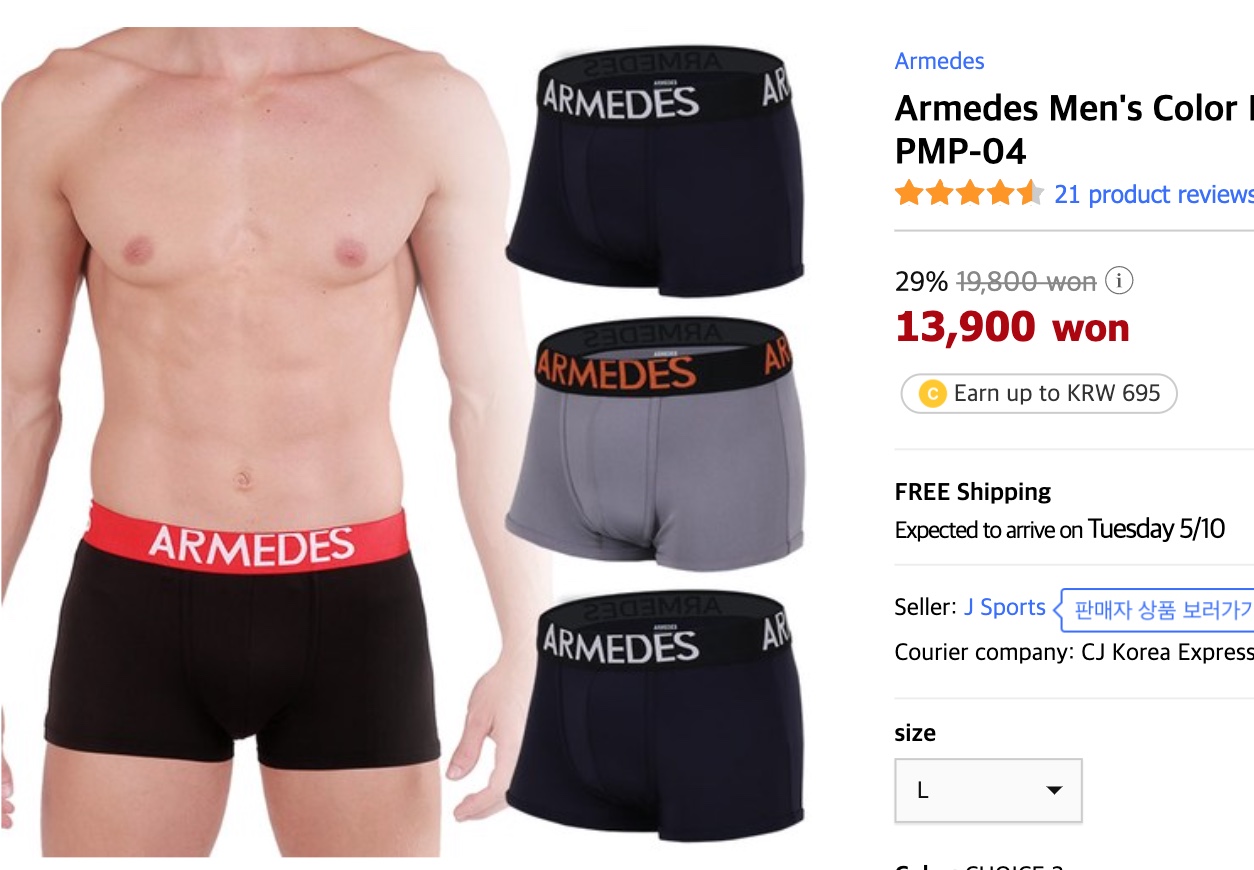 ARMEDES
ARMEDES
AR
ARMEDES
ARMEDES
ARMEDES
AR
ARMEDES
ARMEDES
ARMEDES
AR
ARMEDES
ARMEDES
Armedes
Armedes Men's Color
PMP-04
21 product reviews
29% 19,800 won i
13,900 won
C Earn up to KRW 695
FREE Shipping
Expected to arrive on Tuesday 5/10
Seller: J Sports 판매자 상품 보러가기
Courier company: CJ Korea Express
size
L